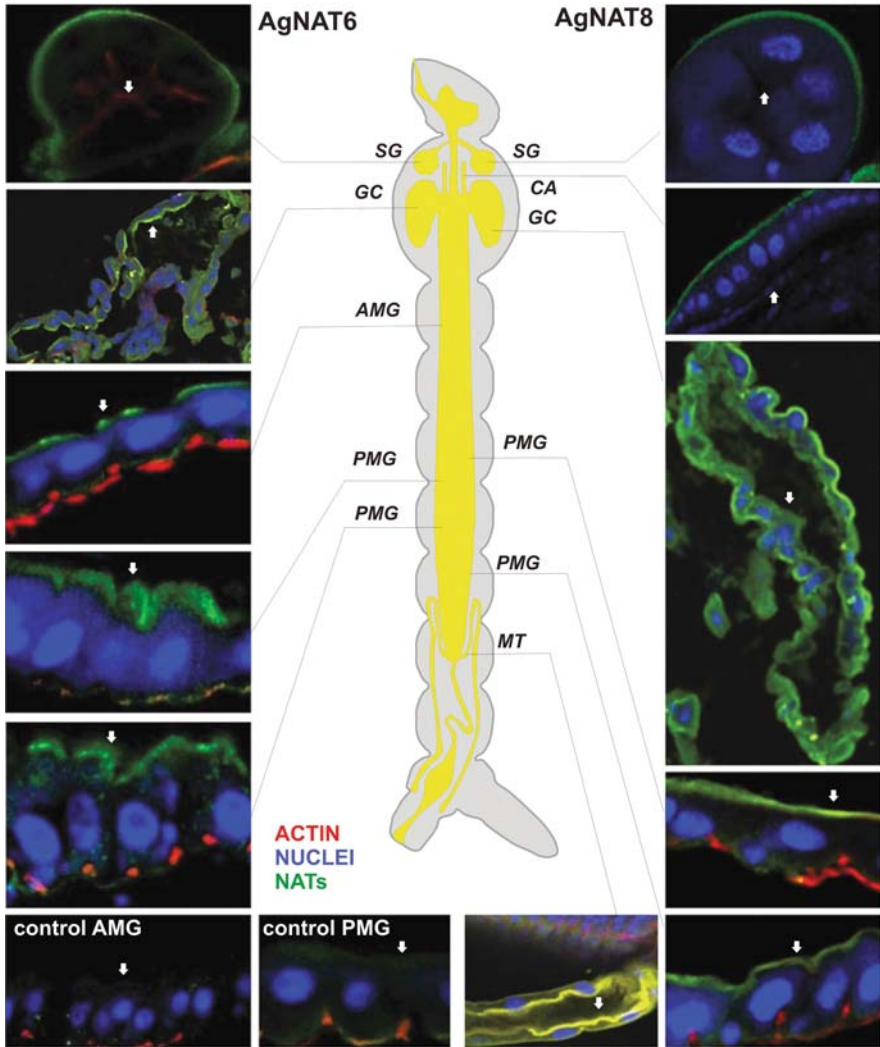 AgNAT6
AgNAT8
SG
SG
GC
CA
GC
AMG
PMG
PMG
PMG
PMG
MT
ACTIN
NUCLEI
NATs
control AMG
control PMG